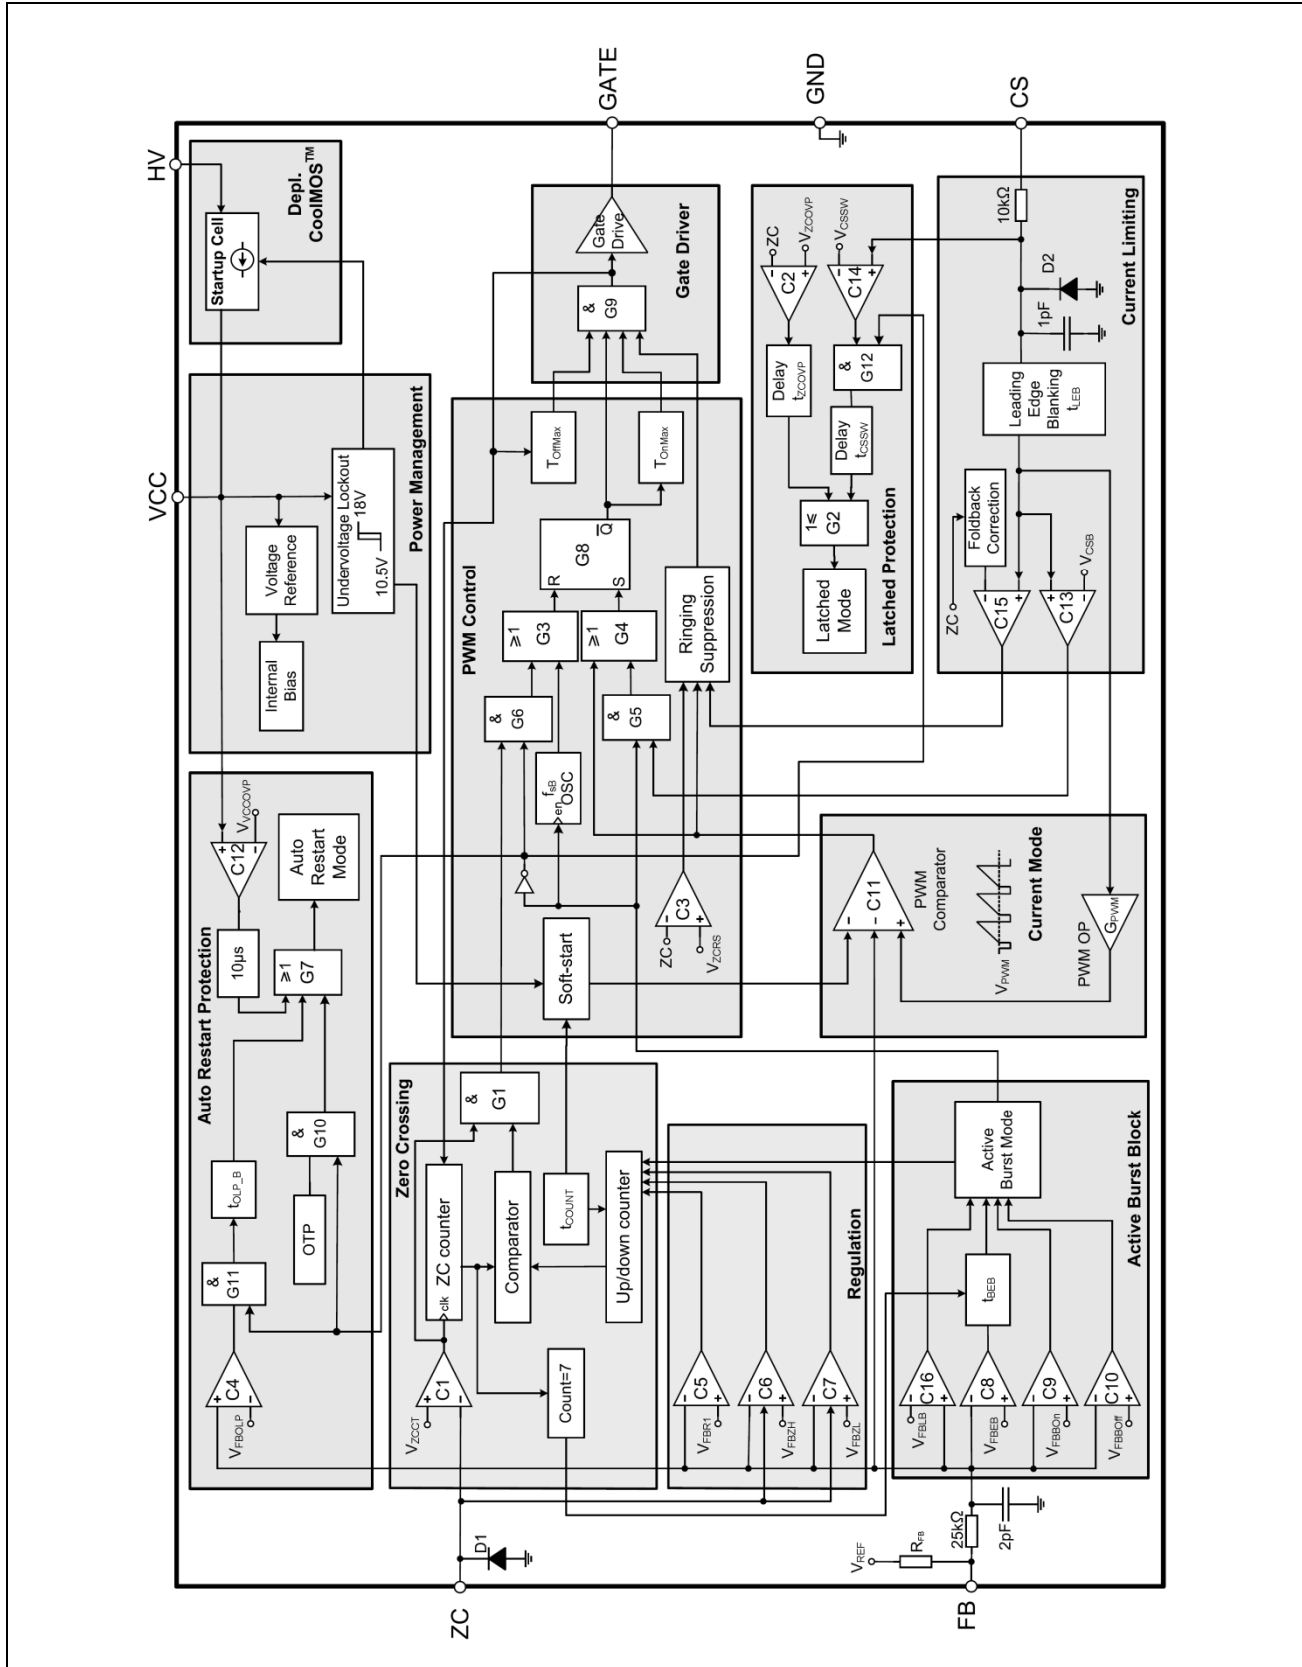 ZC
D1
VCC
HV
Auto Restart Protection
VFBOLP
C4
+
−
&
G11
tOLP_B
OTP
&
G10
10µs
≥1
G7
C12
+
−
VVCCOVP
Auto
Restart
Mode
Power Management
Internal
Bias
Voltage
Reference
Undervoltage Lockout
10.5V
18V
Depl.
CoolMOS™
Startup Cell
Zero Crossing
VZCCT
C1
+
−
clk
ZC counter
Count=7
Comparator
&
G1
tCOUNT
Up/down counter
PWM Control
Soft-start
ZC
VZCRS
C3
−
+
&
G6
en
fsB
OSC
&
G5
≥1
G3
≥1
G4
R
S
G8
Q
Ringing
Suppression
TOffMax
TOnMax
Gate Driver
&
G9
Gate
Drive
GATE
GND
Regulation
VFBR1
C5
−
+
VFBZH
C6
−
+
VFBZL
C7
−
+
Latched Protection
Latched
Mode
1≤
G2
Delay
tZCOVP
Delay
tCSSW
&
G12
C2
−
+
ZC
VZCOVP
C14
−
+
VCSSW
Current Mode
C11
−
−
+
PWM
Comparator
VPWM
PWM OP
GPWM
Current Limiting
ZC
Foldback
Correction
C15
−
+
C13
+
−
VCSB
Leading
Edge
Blanking
tLEB
1pF
D2
10kΩ
CS
Active Burst Block
VFBLB
C16
−
+
VFBEB
C8
−
+
tBEB
VFBBOn
C9
−
+
VFBBOff
C10
−
+
Active
Burst Mode
VREF
RFB
25kΩ
2pF
FB